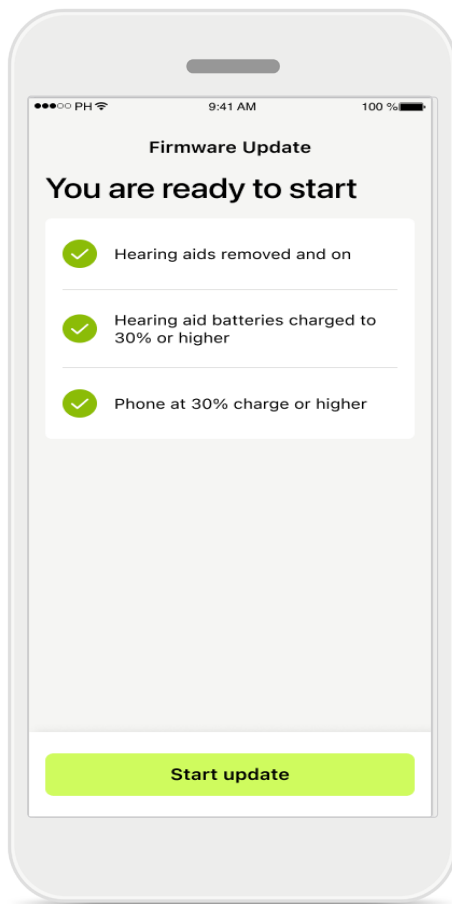 ●●●○○ PH 9:41 AM 100 %
Firmware Update
You are ready to start
Hearing aids removed and on
Hearing aid batteries charged to
30% or higher
Phone at 30% charge or higher
Start update